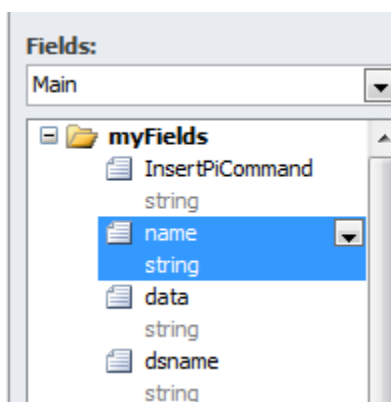 Fields:
Main
myFields
InsertPiCommand
string
name
string
data
string
dsname
string